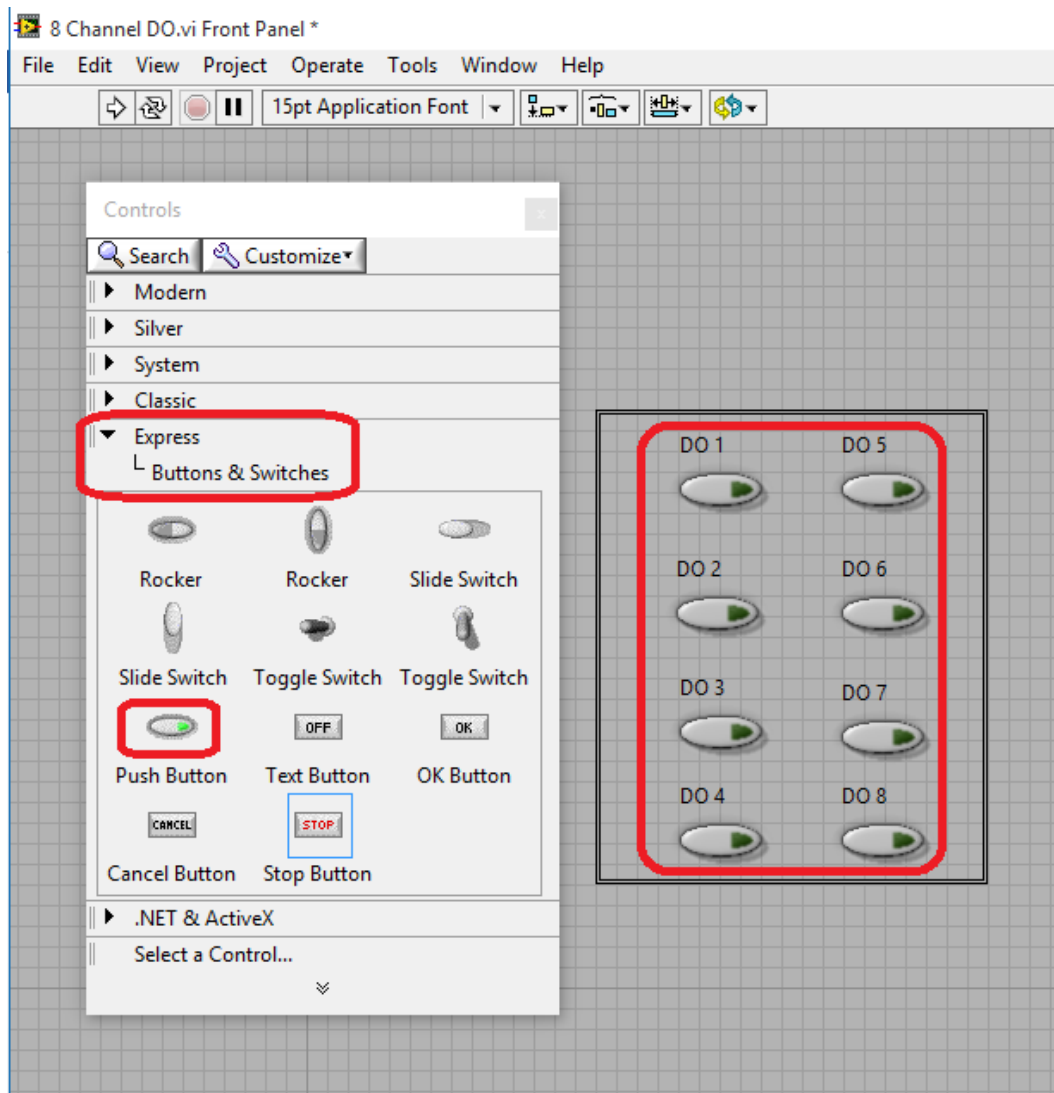 8 Channel DO.vi Front Panel *
File Edit View Project Operate Tools Window Help
15pt Application Font
Controls
x
Search Customize
Modern
Silver
System
Classic
Express
Buttons & Switches
Rocker Rocker Slide Switch
Slide Switch Toggle Switch Toggle Switch
OFF OK
Push Button Text Button OK Button
CANCEL STOP
Cancel Button Stop Button
.NET & ActiveX
Select a Control...
DO 1 DO 5
DO 2 DO 6
DO 3 DO 7
DO 4 DO 8